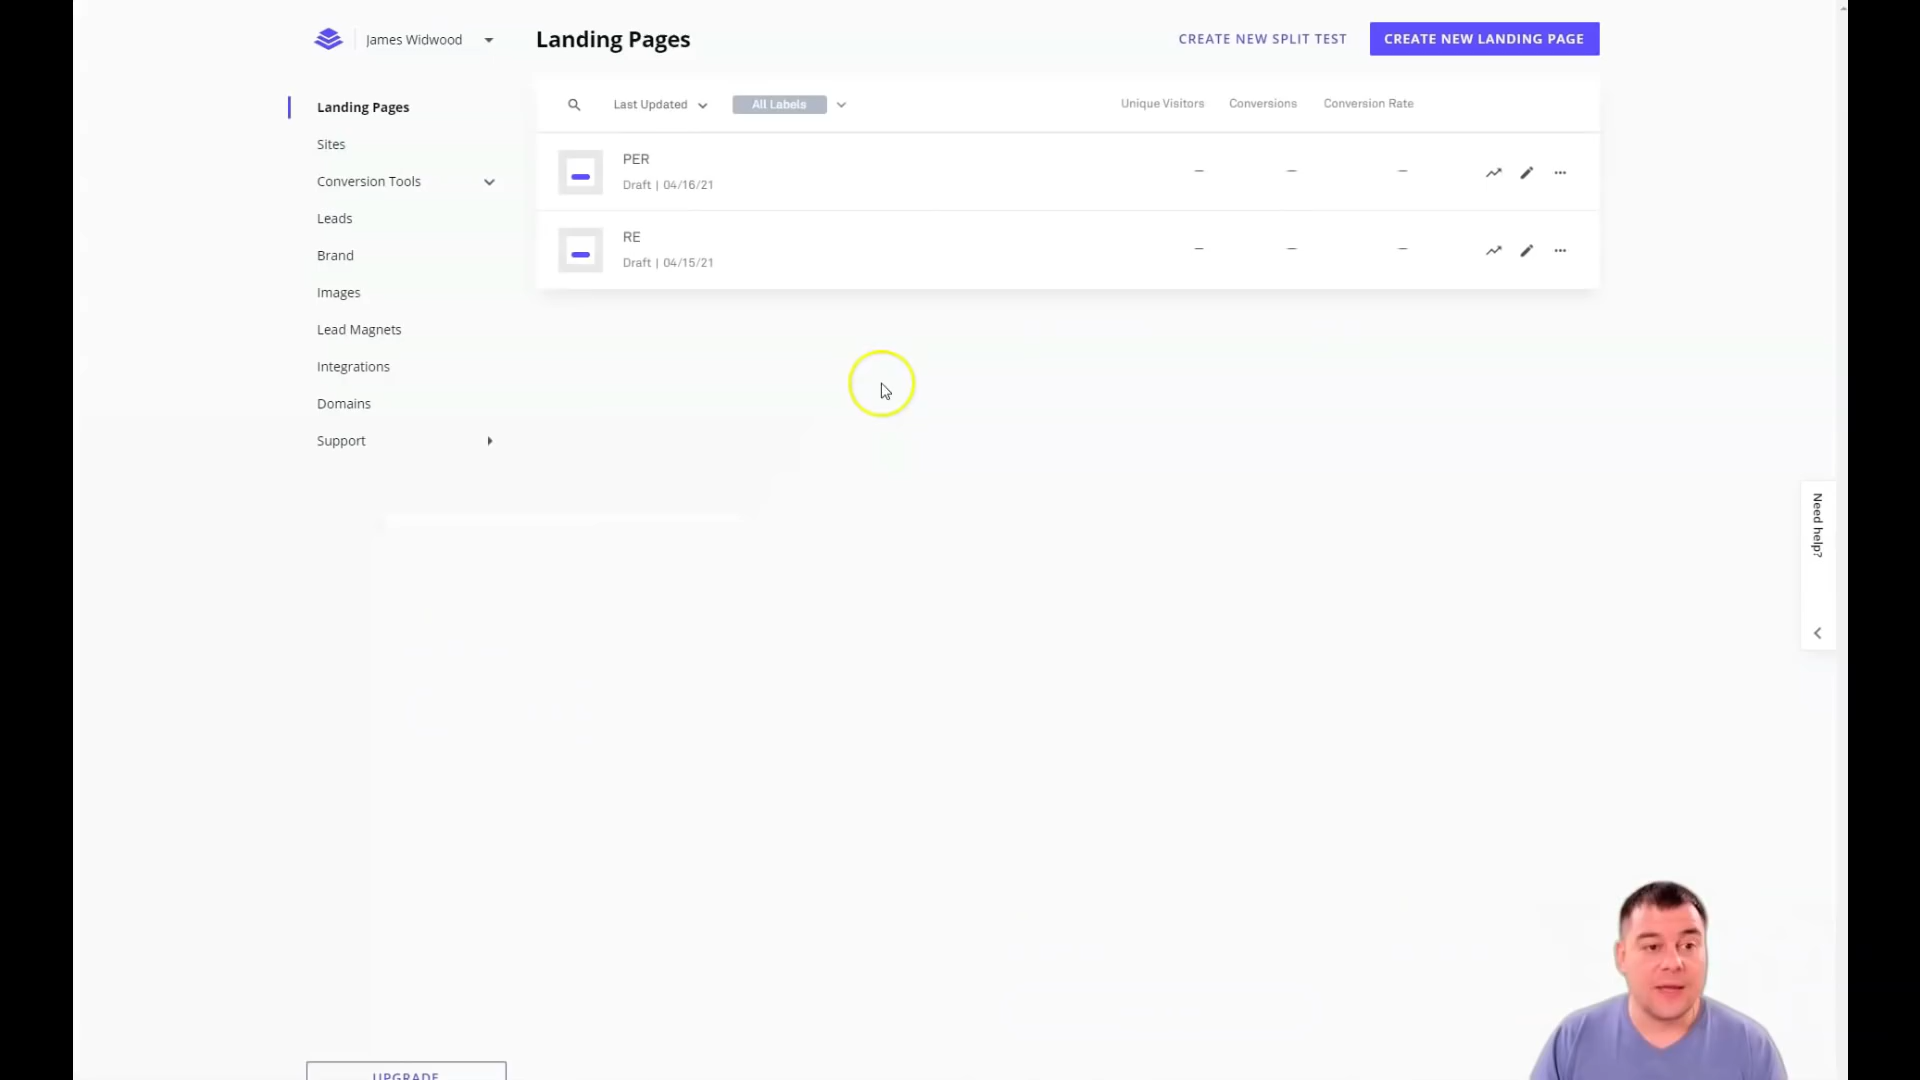 James Widwood
Landing Pages
CREATE NEW SPLIT TEST
CREATE NEW LANDING PAGE
Landing Pages
Sites
Conversion Tools
Leads
Brand
Images
Lead Magnets
Integrations
Domains
Support
Last Updated
All Labels
Unique Visitors
Conversions
Conversion Rate
PER
Draft | 04/16/21
– – –
RE
Draft | 04/15/21
– – –
Need help?
UPGRADE